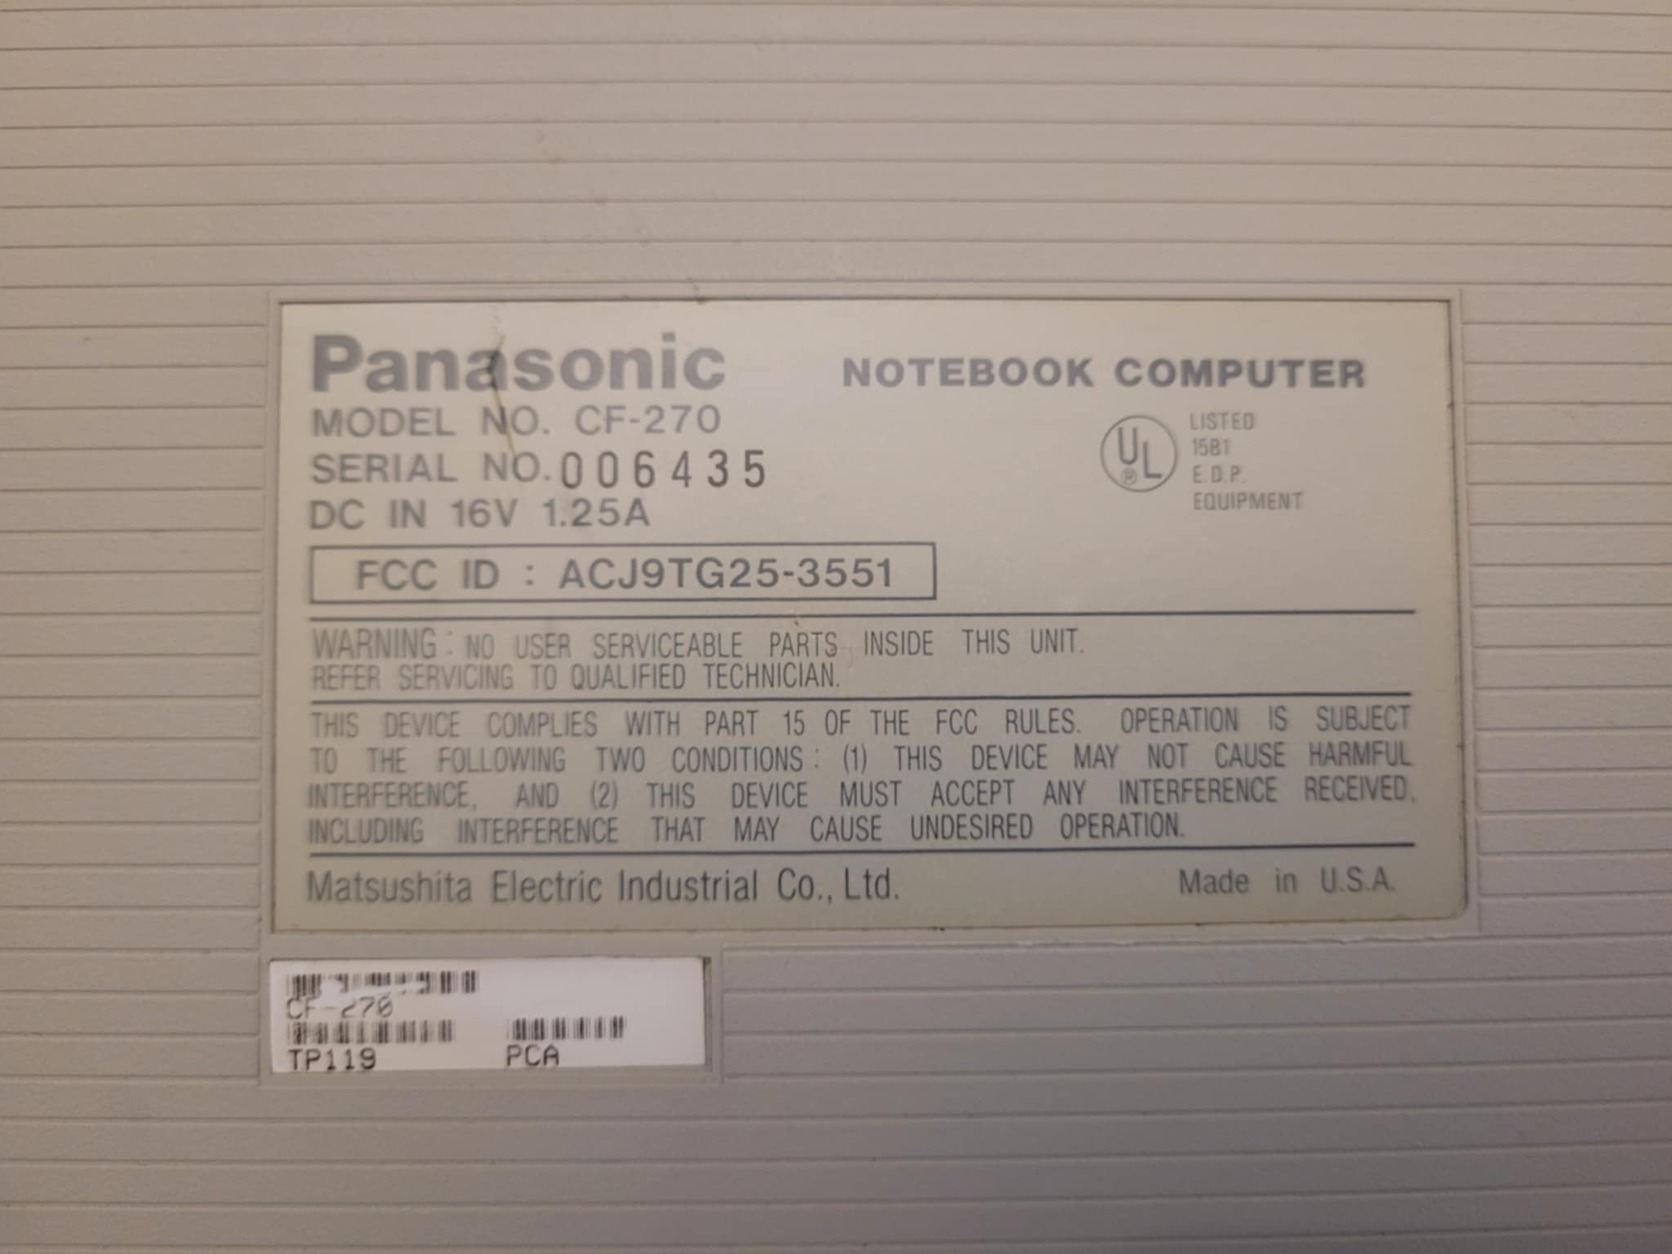 Panasonic NOTEBOOK COMPUTER
MODEL NO. CF-270
SERIAL NO. 006435
DC IN 16V 1.25A
UL ®
LISTED
15B1
E.D.P.
EQUIPMENT
FCC ID : ACJ9TG25-3551
WARNING : NO USER SERVICEABLE PARTS INSIDE THIS UNIT.
REFER SERVICING TO QUALIFIED TECHNICIAN.
THIS DEVICE COMPLIES WITH PART 15 OF THE FCC RULES. OPERATION IS SUBJECT
TO THE FOLLOWING TWO CONDITIONS : (1) THIS DEVICE MAY NOT CAUSE HARMFUL
INTERFERENCE, AND (2) THIS DEVICE MUST ACCEPT ANY INTERFERENCE RECEIVED,
INCLUDING INTERFERENCE THAT MAY CAUSE UNDESIRED OPERATION.
Matsushita Electric Industrial Co., Ltd. Made in U.S.A.
CF-270
TP119 PCA